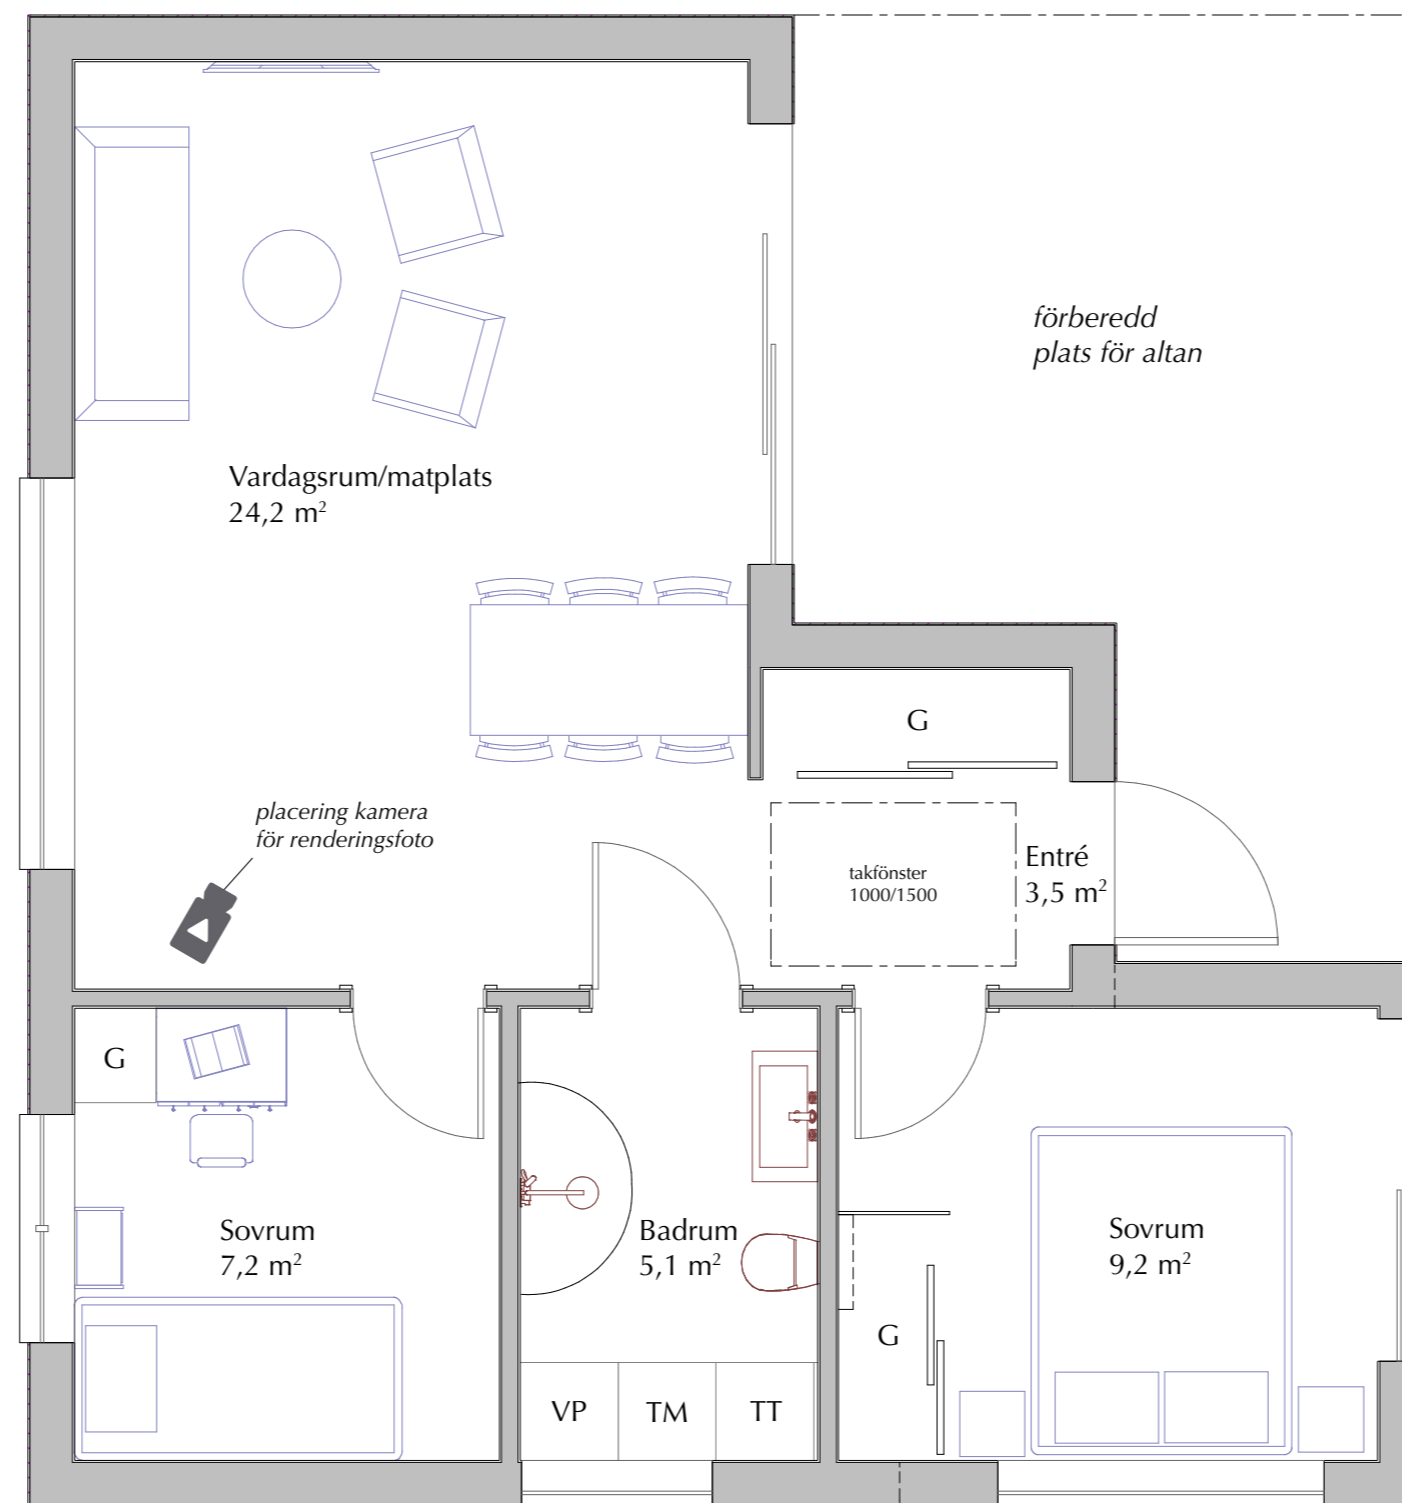 förberedd
plats för altan
Vardagsrum/matplats
24,2 m²
G
placering kamera
för renderingsfoto
takfönster
1000/1500
Entré
3,5 m²
G
Sovrum
7,2 m²
Badrum
5,1 m²
Sovrum
9,2 m²
G
VP
TM
TT